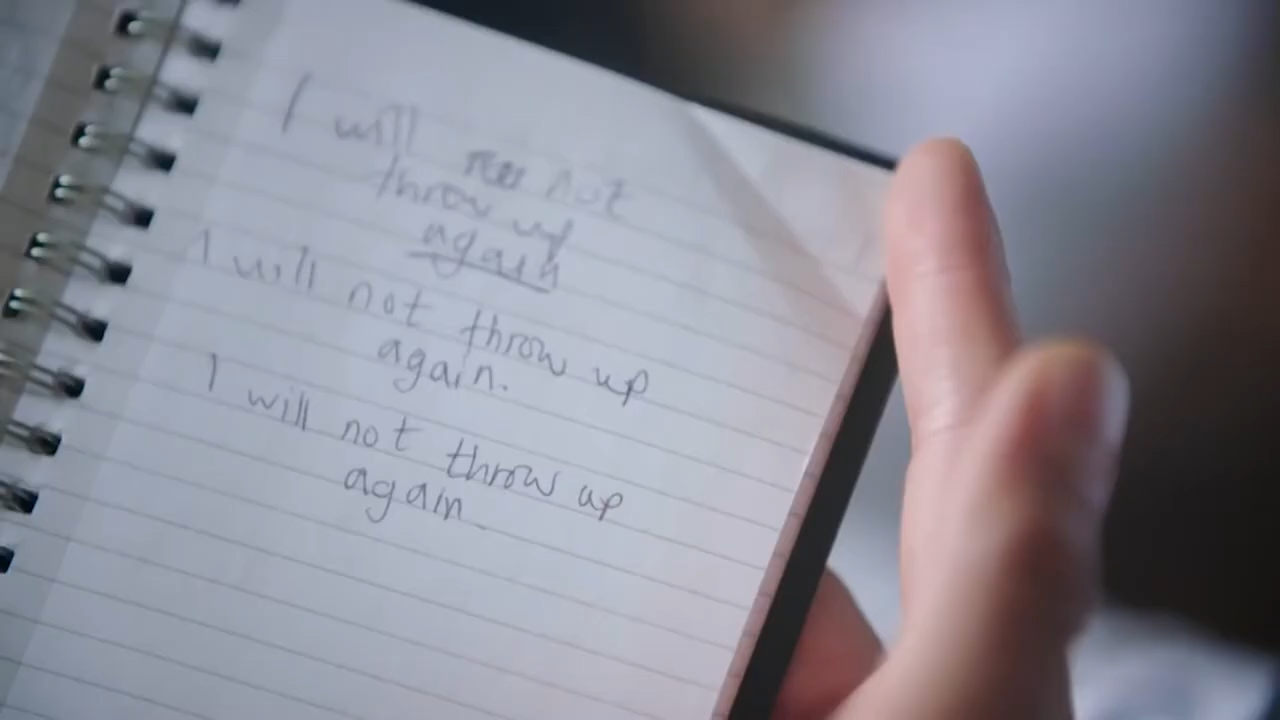 I will not
throw up
again
I will not throw up
again.
I will not throw up
again